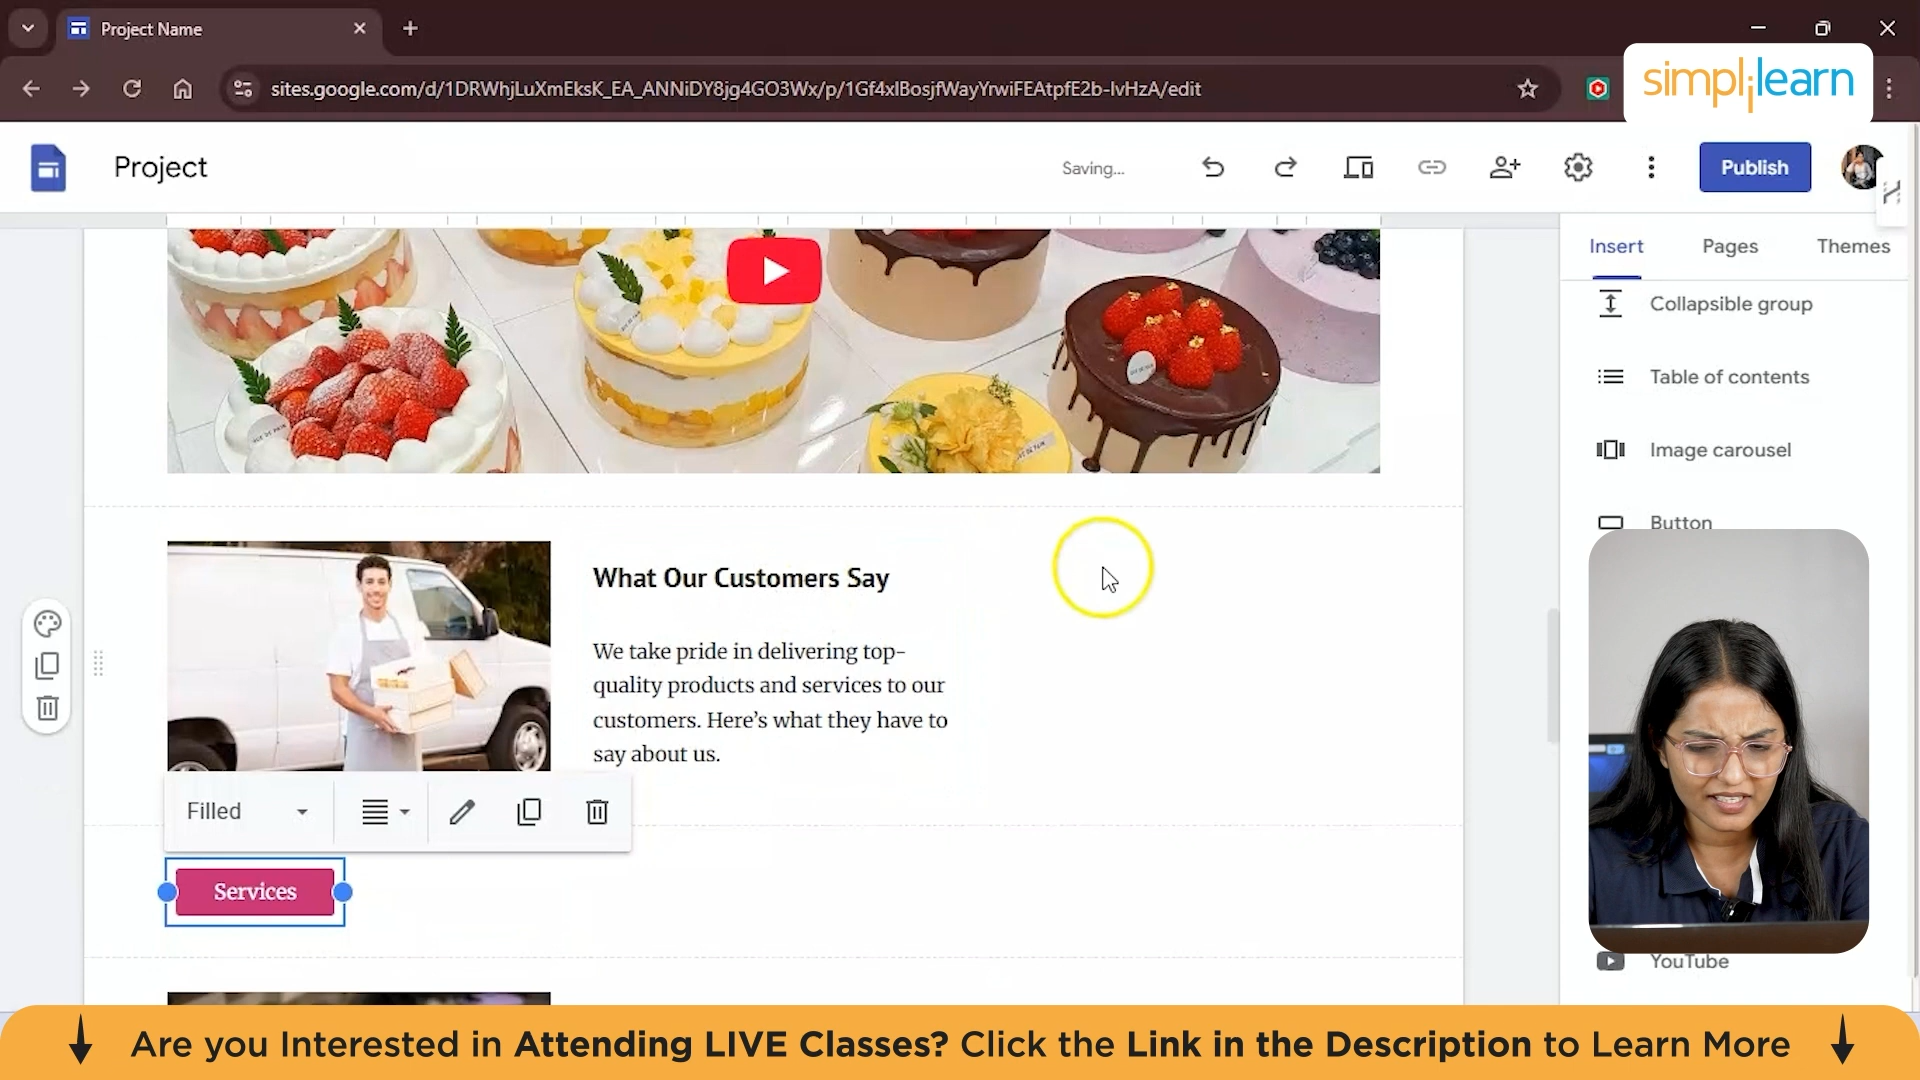 Project Name
sites.google.com/d/1DRWhjLuXmEksK_EA_ANNiDY8jg4GO3Wx/p/1Gf4xIBosjfWayYrwiFEAtpfE2b-IvHzA/edit
simplilearn
Project
Saving...
Publish
Insert
Pages
Themes
Collapsible group
Table of contents
Image carousel
Button
What Our Customers Say
We take pride in delivering top-
quality products and services to our
customers. Here's what they have to
say about us.
Filled
Services
YouTube
Are you Interested in Attending LIVE Classes? Click the Link in the Description to Learn More